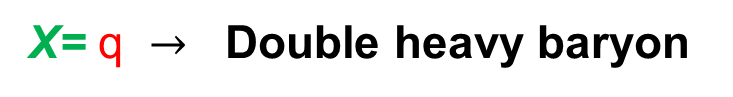 X= q → Double heavy baryon